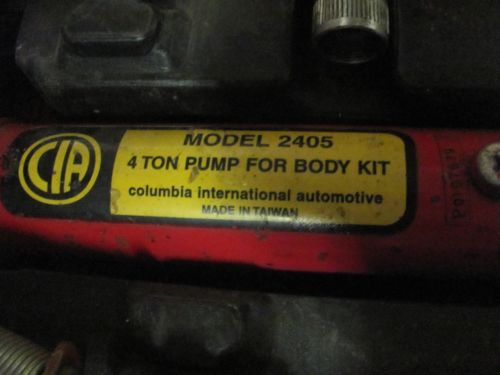 CIA
MODEL 2405
4 TON PUMP FOR BODY KIT
columbia international automotive
MADE IN TAIWAN